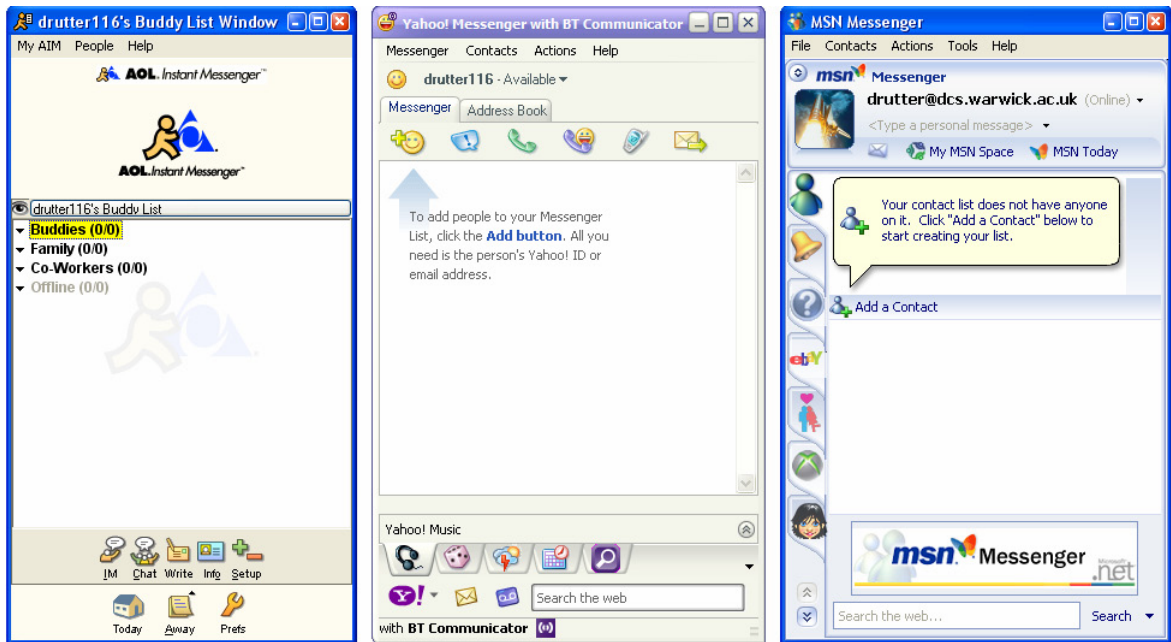 drutter116's Buddy List Window
My AIM People Help
AOL Instant Messenger™
AOL Instant Messenger™
drutter116's Buddy List
Buddies (0/0)
Family (0/0)
Co-Workers (0/0)
Offline (0/0)
IM Chat Write Info Setup
Today Away Prefs
Yahoo! Messenger with BT Communicator
Messenger Contacts Actions Help
drutter116 - Available
Messenger Address Book
To add people to your Messenger
List, click the Add button. All you
need is the person's Yahoo! ID or
email address.
Yahoo! Music
Y!
Search the web
with BT Communicator
MSN Messenger
File Contacts Actions Tools Help
msn Messenger
drutter@dcs.warwick.ac.uk (Online)
<Type a personal message>
My MSN Space MSN Today
Your contact list does not have anyone
on it. Click "Add a Contact" below to
start creating your list.
Add a Contact
ebY
msn Messenger
Microsoft
.net
Search the web... Search